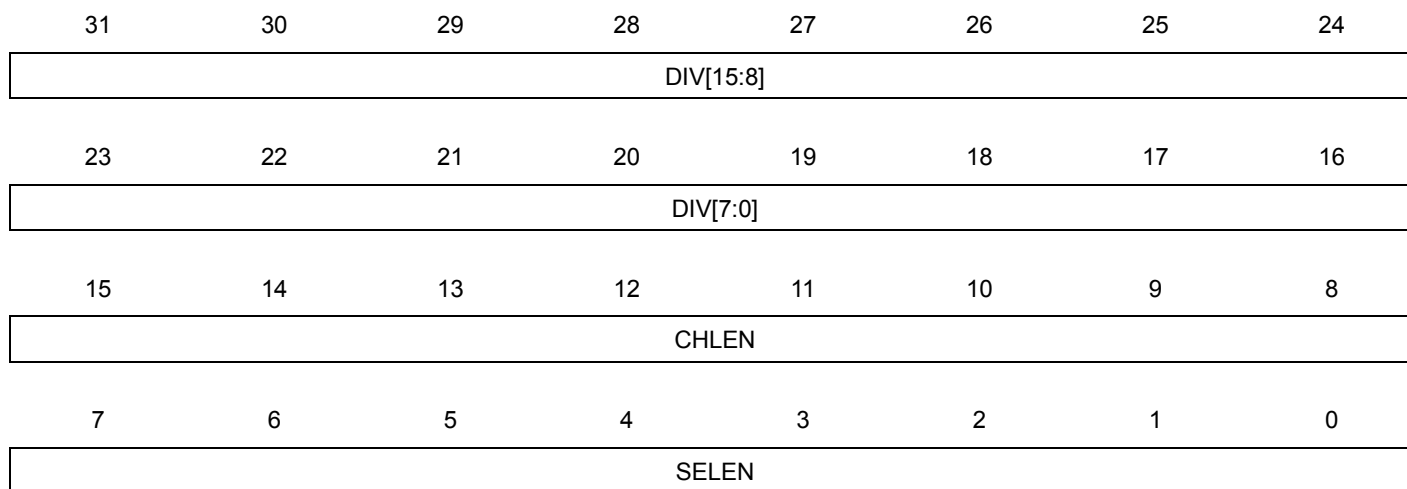 31 30 29 28 27 26 25 24
DIV[15:8]
23 22 21 20 19 18 17 16
DIV[7:0]
15 14 13 12 11 10 9 8
CHLEN
7 6 5 4 3 2 1 0
SELEN